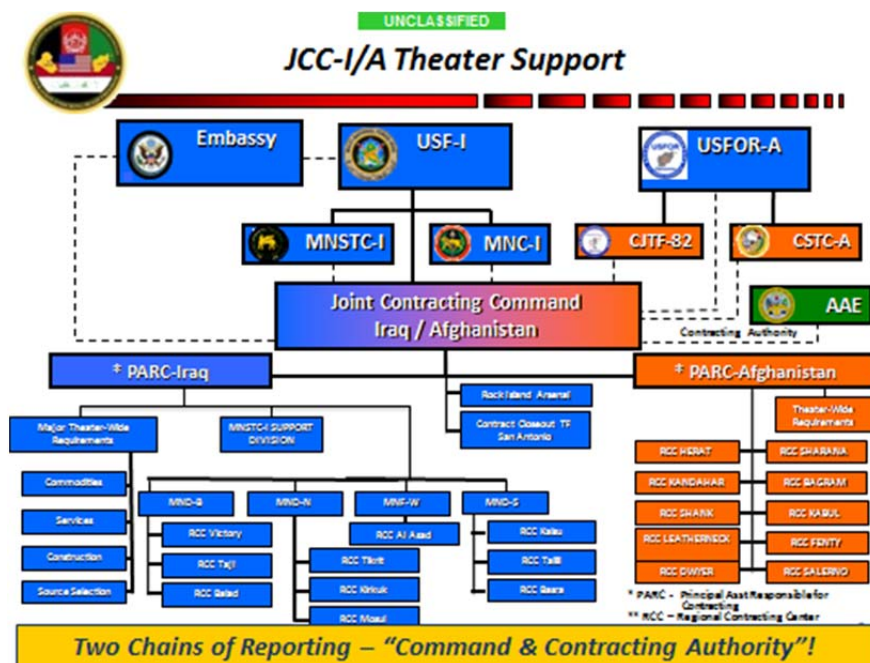 UNCLASSIFIED
JCC-I/A Theater Support
Embassy
USF-I
USFOR-A
USFOR
MNSTC-I
MNC-I
CJTF-82
CSTC-A
Joint Contracting Command
Iraq / Afghanistan
AAE
Contracting Authority
* PARC-Iraq
* PARC-Afghanistan
Rock Island Arsenal
Contract Closeout TF
San Antonio
Major Theater-Wide
Requirements
MNSTC-I SUPPORT
DIVISION
Theater-Wide
Requirements
Commodities
Services
Construction
Source Selection
MND-B
RCC Victory
RCC Taji
RCC Balad
MND-N
RCC Tikrit
RCC Kirkuk
RCC Mosul
MNF-W
RCC Al Asad
MND-S
RCC Kalsu
RCC Tallil
RCC Basra
RCC HERAT
RCC SHARANA
RCC KANDAHAR
RCC BAGRAM
RCC SHANK
RCC KABUL
RCC LEATHERNECK
RCC FENTY
RCC DWYER
RCC SALERNO
* PARC - Principal Asst Responsible for
Contracting
** RCC – Regional Contracting Center
Two Chains of Reporting – “Command & Contracting Authority”!